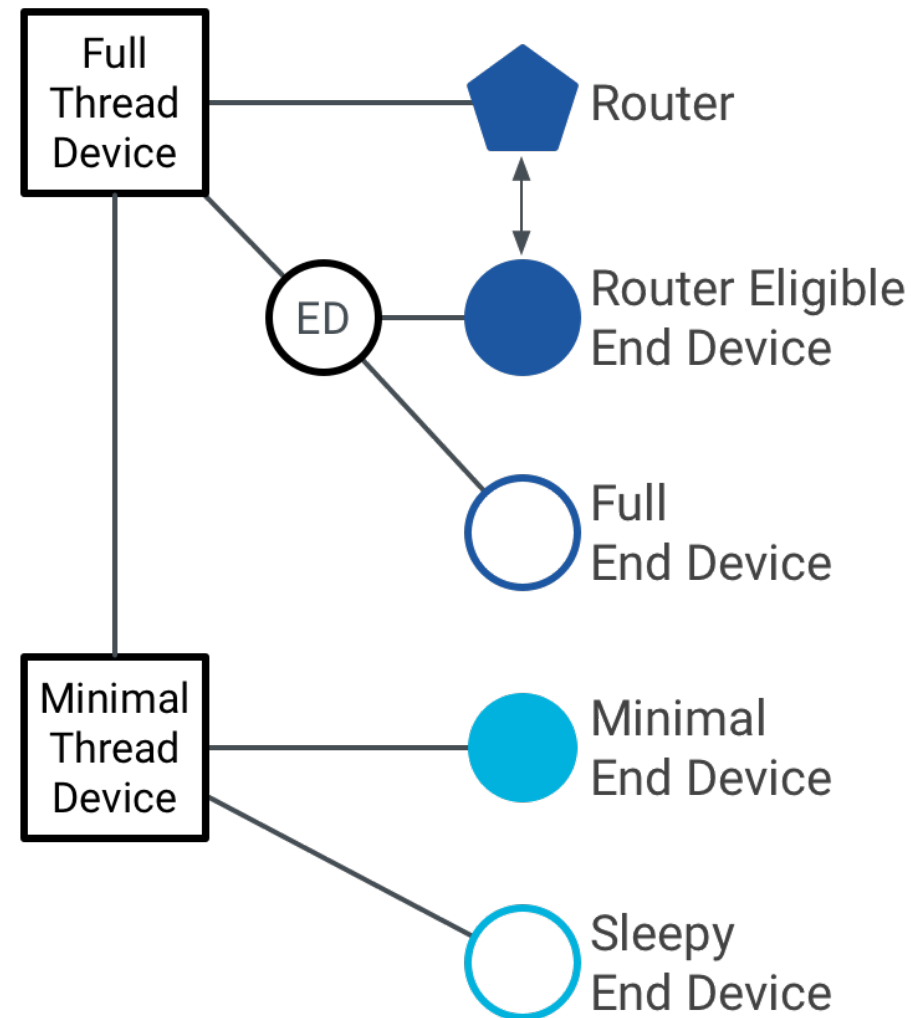 Full
Thread
Device
Router
ED
Router Eligible
End Device
Full
End Device
Minimal
Thread
Device
Minimal
End Device
Sleepy
End Device